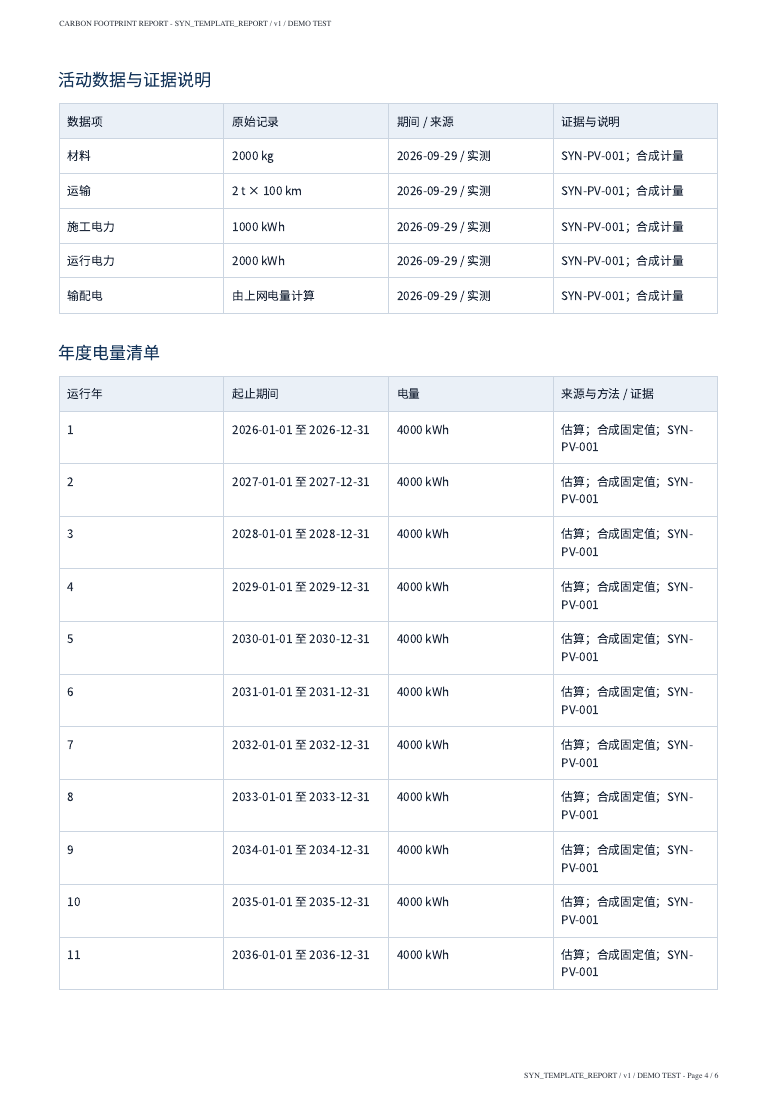 CARBON FOOTPRINT REPORT - SYN_TEMPLATE_REPORT / v1 / DEMO TEST
活动数据与证据说明
数据项 原始记录 期间 / 来源 证据与说明
材料 2000 kg 2026-09-29 / 实测 SYN-PV-001；合成计量
运输 2 t × 100 km 2026-09-29 / 实测 SYN-PV-001；合成计量
施工电力 1000 kWh 2026-09-29 / 实测 SYN-PV-001；合成计量
运行电力 2000 kWh 2026-09-29 / 实测 SYN-PV-001；合成计量
输配电 由上网电量计算 2026-09-29 / 实测 SYN-PV-001；合成计量
年度电量清单
运行年 起止期间 电量 来源与方法 / 证据
1 2026-01-01 至 2026-12-31 4000 kWh 估算；合成固定值；SYN-
PV-001
2 2027-01-01 至 2027-12-31 4000 kWh 估算；合成固定值；SYN-
PV-001
3 2028-01-01 至 2028-12-31 4000 kWh 估算；合成固定值；SYN-
PV-001
4 2029-01-01 至 2029-12-31 4000 kWh 估算；合成固定值；SYN-
PV-001
5 2030-01-01 至 2030-12-31 4000 kWh 估算；合成固定值；SYN-
PV-001
6 2031-01-01 至 2031-12-31 4000 kWh 估算；合成固定值；SYN-
PV-001
7 2032-01-01 至 2032-12-31 4000 kWh 估算；合成固定值；SYN-
PV-001
8 2033-01-01 至 2033-12-31 4000 kWh 估算；合成固定值；SYN-
PV-001
9 2034-01-01 至 2034-12-31 4000 kWh 估算；合成固定值；SYN-
PV-001
10 2035-01-01 至 2035-12-31 4000 kWh 估算；合成固定值；SYN-
PV-001
11 2036-01-01 至 2036-12-31 4000 kWh 估算；合成固定值；SYN-
PV-001
SYN_TEMPLATE_REPORT / v1 / DEMO TEST - Page 4 / 6